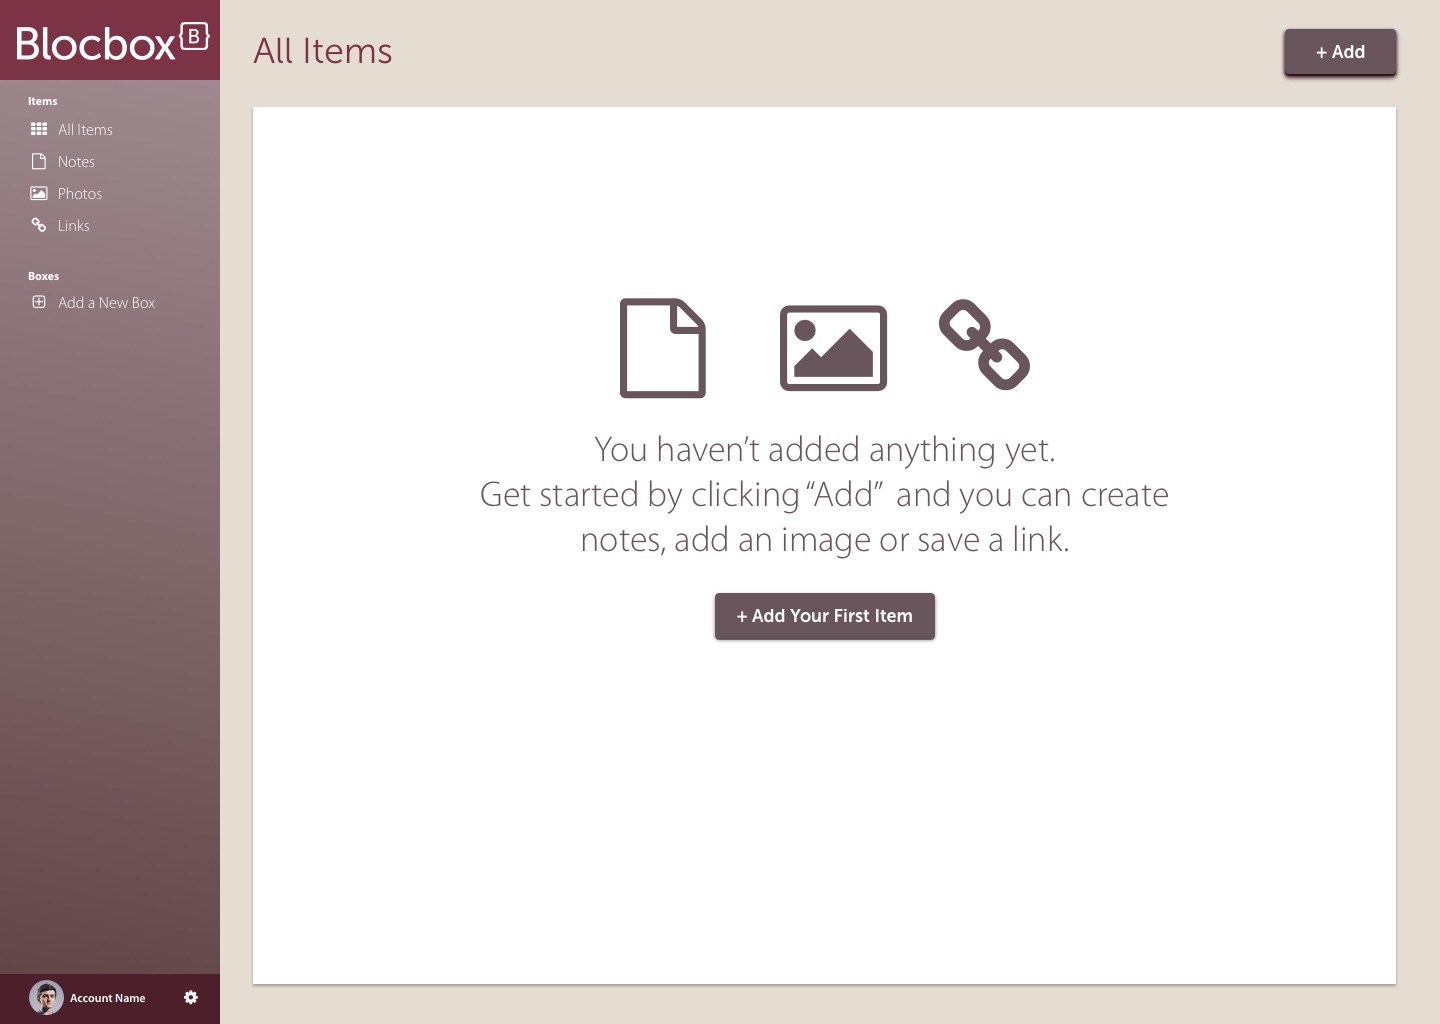 Blocbox B
Items
All Items
Notes
Photos
Links
Boxes
Add a New Box
Account Name
All Items
+ Add
You haven’t added anything yet.
Get started by clicking “Add” and you can create
notes, add an image or save a link.
+ Add Your First Item